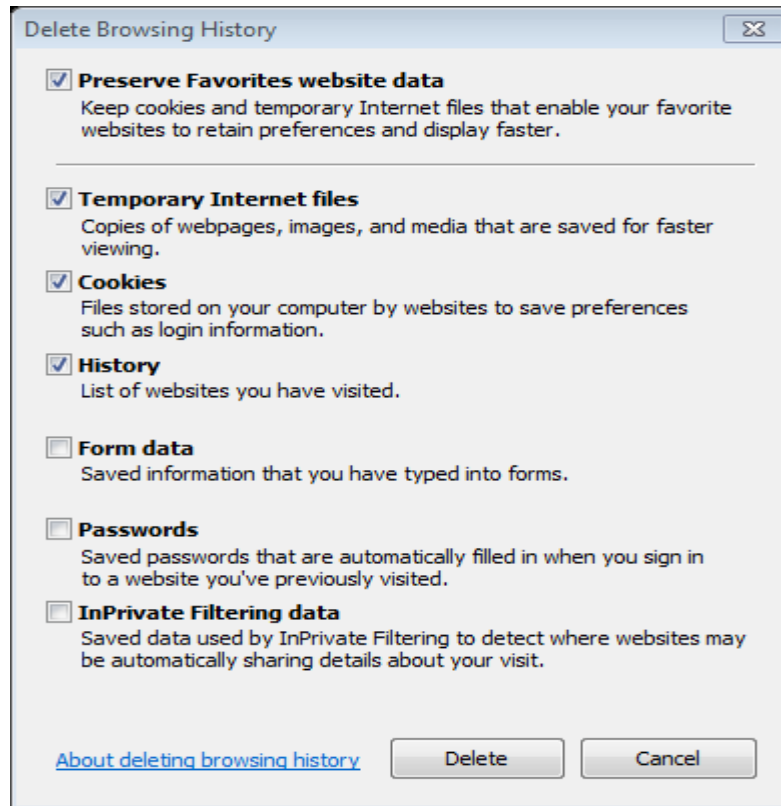 Delete Browsing History
Preserve Favorites website data
Keep cookies and temporary Internet files that enable your favorite
websites to retain preferences and display faster.
Temporary Internet files
Copies of webpages, images, and media that are saved for faster
viewing.
Cookies
Files stored on your computer by websites to save preferences
such as login information.
History
List of websites you have visited.
Form data
Saved information that you have typed into forms.
Passwords
Saved passwords that are automatically filled in when you sign in
to a website you've previously visited.
InPrivate Filtering data
Saved data used by InPrivate Filtering to detect where websites may
be automatically sharing details about your visit.
About deleting browsing history Delete Cancel